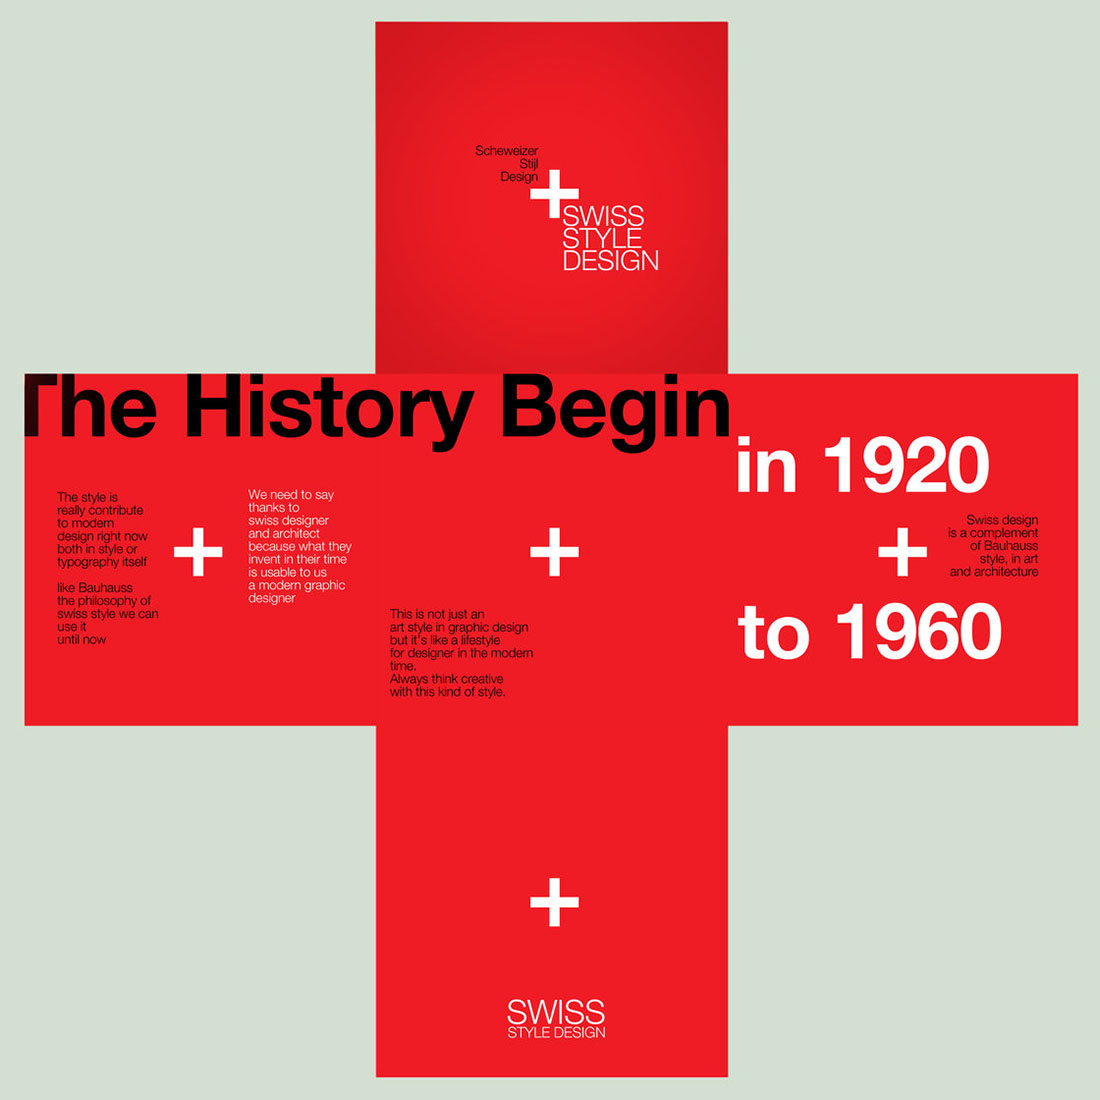 Scheweizer
Stijl
Design
SWISS
STYLE
DESIGN
The History Begin
in 1920
to 1960
The style is
really contribute
to modern
design right now
both in style or
typography itself
like Bauhauss
the philosophy of
swiss style we can
use it
until now
We need to say
thanks to
swiss designer
and architect
because what they
invent in their time
is usable to us
a modern graphic
designer
This is not just an
art style in graphic design
but it's like a lifestyle
for designer in the modern
time.
Always think creative
with this kind of style.
Swiss design
is a complement
of Bauhauss
style, in art
and architecture
SWISS
STYLE DESIGN